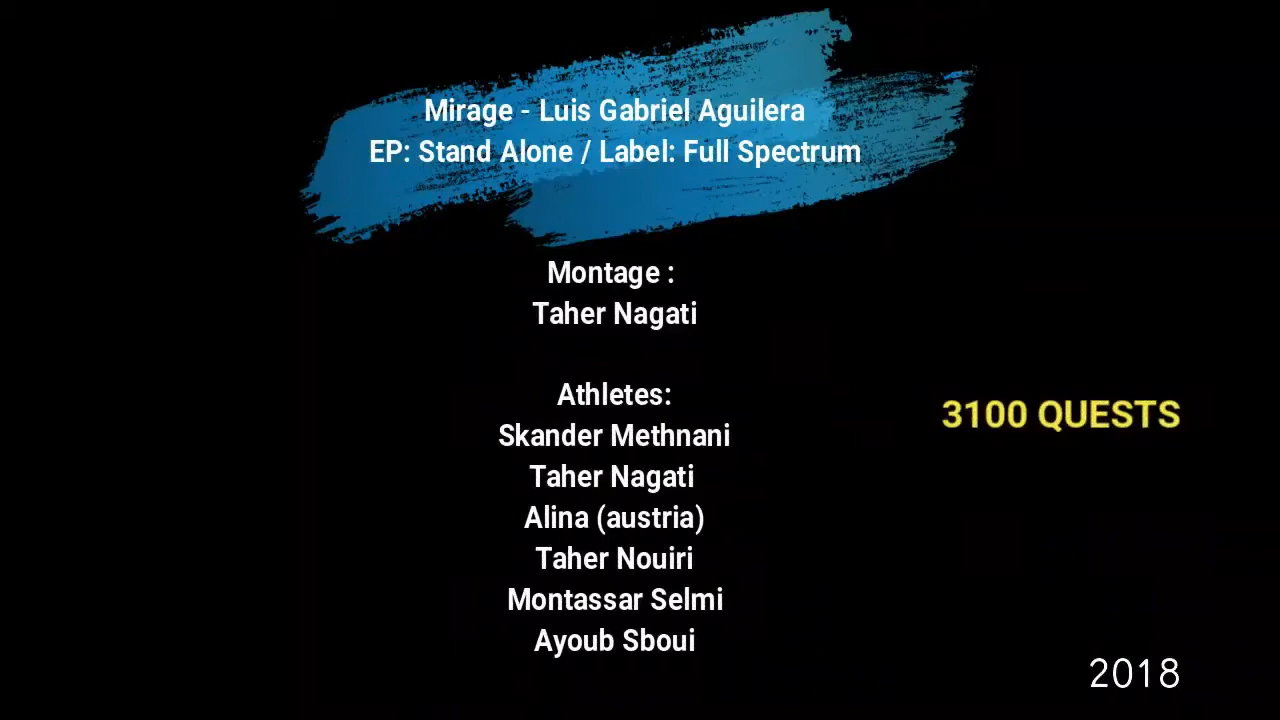 Mirage - Luis Gabriel Aguilera
EP: Stand Alone / Label: Full Spectrum
Montage :
Taher Nagati
Athletes:
Skander Methnani
Taher Nagati
Alina (austria)
Taher Nouiri
Montassar Selmi
Ayoub Sboui
3100 QUESTS
2018